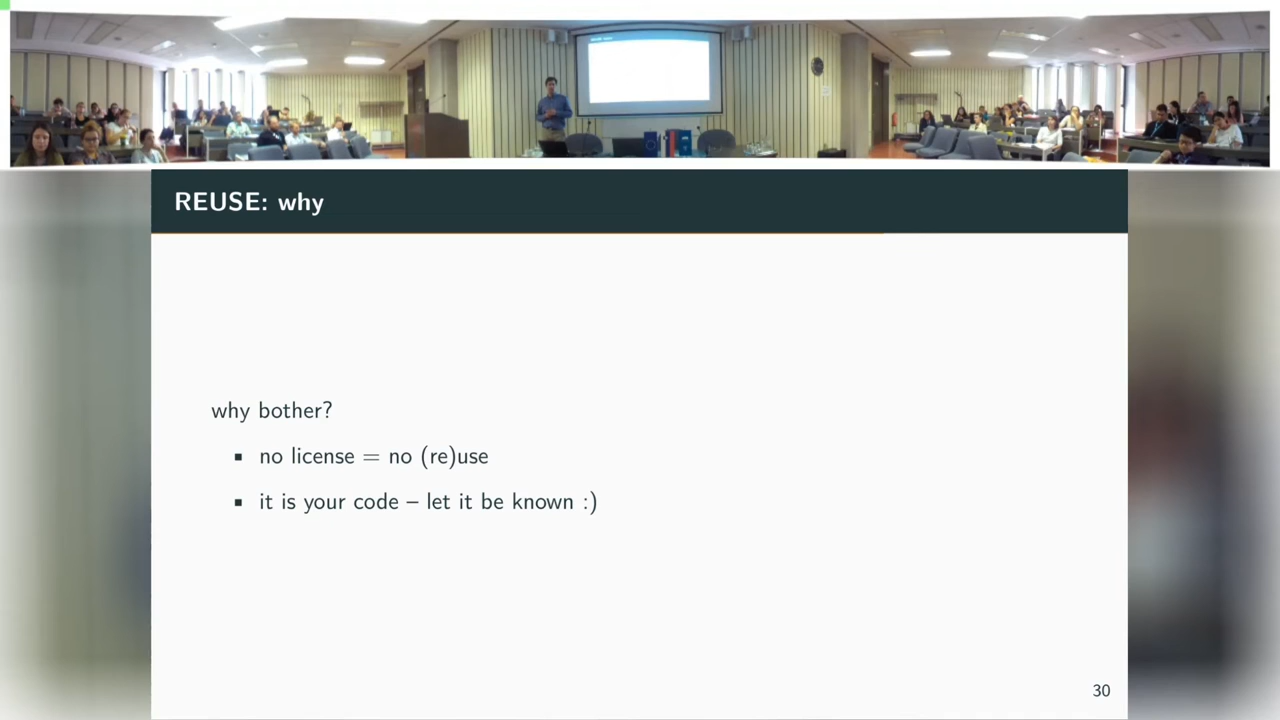 REUSE: why
why bother?
▪ no license = no (re)use
▪ it is your code – let it be known :)
30